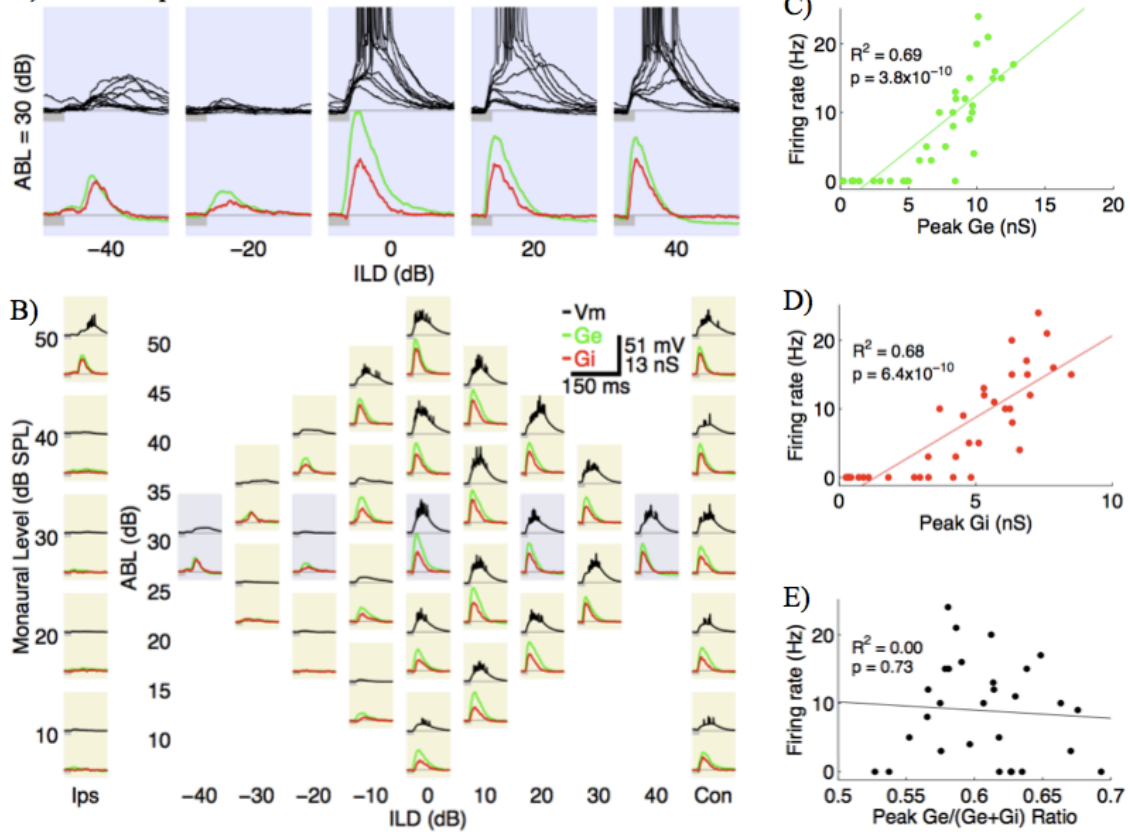 ABL = 30 (dB)
−40
−20
0
20
40
ILD (dB)
B)
Monaural Level (dB SPL)
50
40
30
20
10
Ips
ABL (dB)
50
45
40
35
30
25
20
15
10
Vm
Ge
Gi
51 mV
13 nS
150 ms
−40
−30
−20
−10
0
10
20
30
40
Con
ILD (dB)
C)
Firing rate (Hz)
20
10
0
R² = 0.69
p = 3.8x10⁻¹⁰
0
5
10
15
20
Peak Ge (nS)
D)
Firing rate (Hz)
20
10
0
R² = 0.68
p = 6.4x10⁻¹⁰
0
5
10
Peak Gi (nS)
E)
Firing rate (Hz)
20
10
0
R² = 0.00
p = 0.73
0.5
0.55
0.6
0.65
0.7
Peak Ge/(Ge+Gi) Ratio